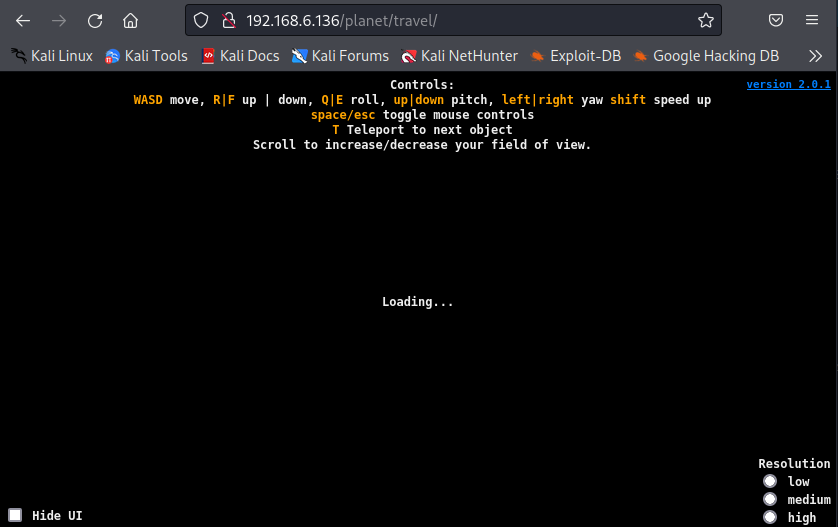 192.168.6.136/planet/travel/
Kali Linux Kali Tools Kali Docs Kali Forums Kali NetHunter Exploit-DB Google Hacking DB
Controls:
version 2.0.1
WASD move, R|F up | down, Q|E roll, up|down pitch, left|right yaw shift speed up
space/esc toggle mouse controls
T Teleport to next object
Scroll to increase/decrease your field of view.
Loading...
Resolution
low
medium
high
Hide UI